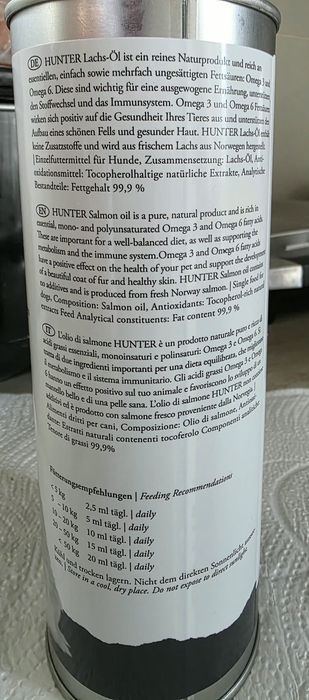 DE HUNTER Lachs-Öl ist ein reines Naturprodukt und reich an
essentiellen, einfach sowie mehrfach ungesättigten Fettsäuren: Omega 3 und
Omega 6. Diese sind wichtig für eine ausgewogene Ernährung, unterstützen
den Stoffwechsel und das Immunsystem. Omega 3 und Omega 6 Fettsäuren
wirken sich positiv auf die Gesundheit Ihres Tieres aus und unterstützen den
Aufbau eines schönen Fells und gesunder Haut. HUNTER Lachs-Öl enthält
keine Zusatzstoffe und wird aus frischem Lachs aus Norwegen hergestellt.
| Einzelfuttermittel für Hunde, Zusammensetzung: Lachs-Öl, Anti-
oxidationsmittel: Tocopherolhaltige natürliche Extrakte, Analytische
Bestandteile: Fettgehalt 99,9 %
EN HUNTER Salmon oil is a pure, natural product and is rich in
essential, mono- and polyunsaturated Omega 3 and Omega 6 fatty acids.
These are important for a well-balanced diet, as well as supporting the
metabolism and the immune system. Omega 3 and Omega 6 fatty acids
have a positive effect on the health of your pet and support the development
of a beautiful coat of fur and healthy skin. HUNTER Salmon oil contains
no additives and is produced from fresh Norway salmon. | Single feed for
dogs, Composition: Salmon oil, Antioxidants: Tocopherol-rich natural
extracts Feed Analytical constituents: Fat content 99,9 %
L'olio di salmone HUNTER è un prodotto naturale puro e ricco di
acidi grassi essenziali, monoinsaturi e polinsaturi: Omega 3 e Omega 6. Si
tratta di due ingredienti importanti per una dieta equilibrata, che migliorano
il metabolismo e il sistema immunitario. Gli acidi grassi Omega 3 e Omega
6 hanno un effetto positivo sul tuo animale e favoriscono lo sviluppo di un
mantello bello e di una pelle sana. L'olio di salmone HUNTER non contiene
additivi ed è prodotto con salmone fresco proveniente dalla Norvegia. |
Alimenti dritti per cani, Composizione: Olio di salmone, Antiossi-
dante: Estratti naturali contenenti tocoferolo Componenti analitiche:
Tenore di grassi 99,9%
Fütterungsempfehlungen | Feeding Recommendations
< 5 kg 2,5 ml tägl. | daily
5 – 10 kg 5 ml tägl. | daily
10 – 20 kg 10 ml tägl. | daily
20 – 50 kg 15 ml tägl. | daily
< 50 kg 20 ml tägl. | daily
Kühl und trocken lagern. Nicht dem direkten Sonnenlicht ausset-
zen. | Store in a cool, dry place. Do not expose to direct sunlight.